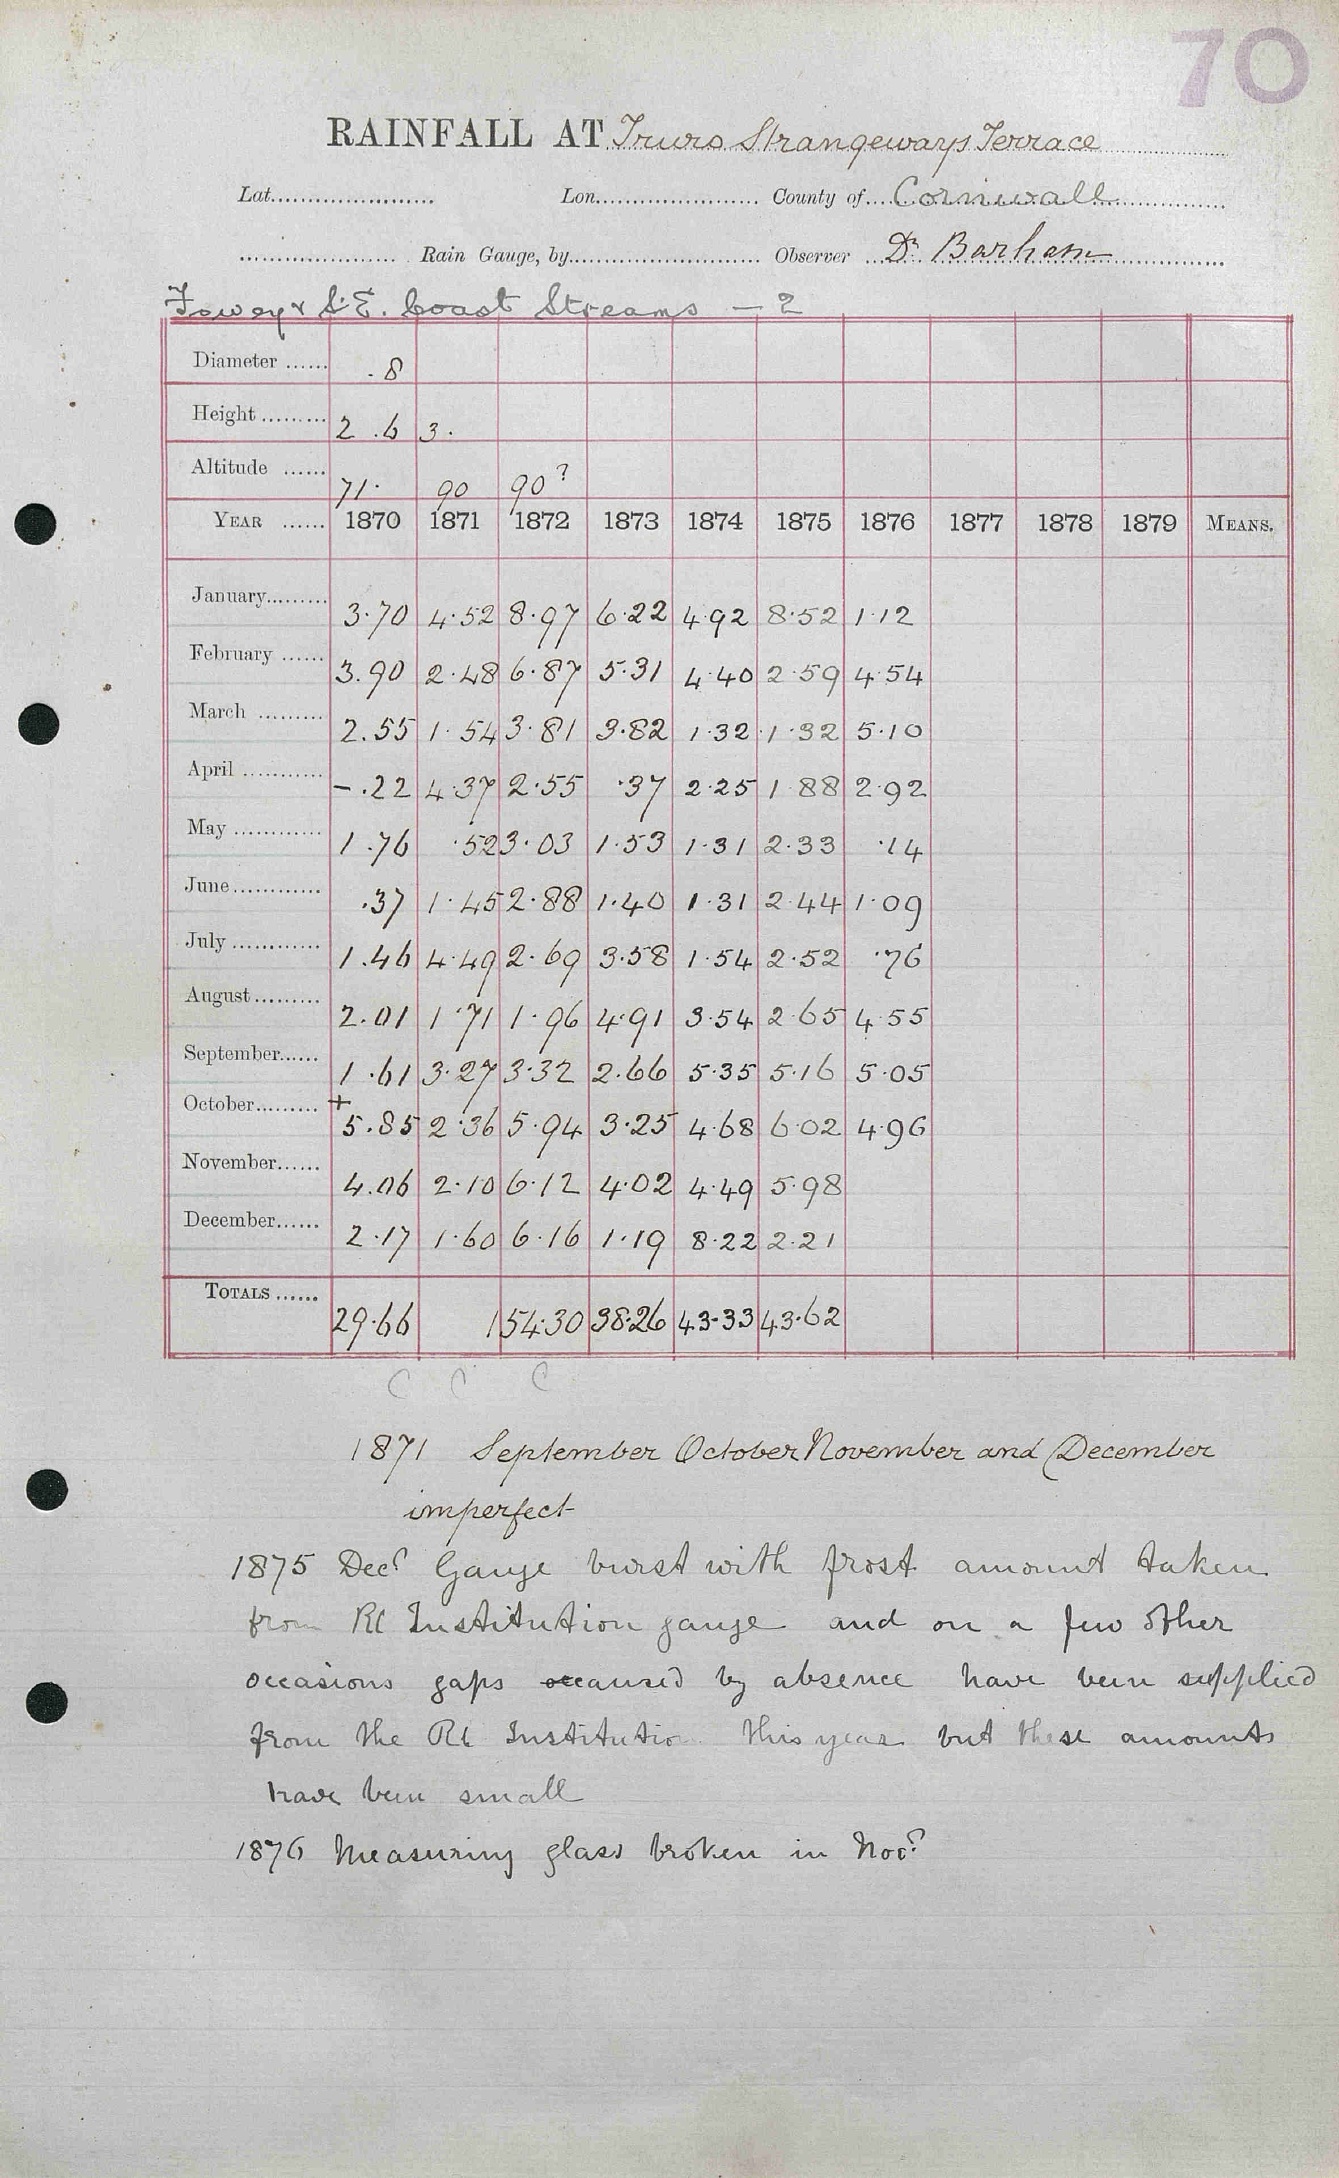 70
RAINFALL AT Truro Strangeways Terrace
Lat...................... Lon...................... County of.... Cornwall
...................... Rain Gauge, by.......................... Observer Dr Barham
Fowey & S.E. Coast Streams — 2
Diameter ...... .8
Height ......... 2 .6 3.
Altitude ...... 71. 90 90?
YEAR ...... 1870 1871 1872 1873 1874 1875 1876 1877 1878 1879 MEANS.
January......... 3.70 4.52 8.97 6.22 4.92 8.52 1.12
February ...... 3.90 2.48 6.87 5.31 4.40 2.59 4.54
March ......... 2.55 1.54 3.81 3.82 1.32 1.32 5.10
April ............ -.22 4.37 2.55 .37 2.25 1.88 2.92
May ............ 1.76 .52 3.03 1.53 1.31 2.33 .14
June............ .37 1.45 2.88 1.40 1.31 2.44 1.09
July ............ 1.46 4.49 2.69 3.58 1.54 2.52 .76
August......... 2.01 1.71 1.96 4.91 3.54 2.65 4.55
September...... 1.61 3.27 3.32 2.66 5.35 5.16 5.05
October......... + 5.85 2.36 5.94 3.25 4.68 6.02 4.96
November...... 4.06 2.10 6.12 4.02 4.49 5.98
December...... 2.17 1.60 6.16 1.19 8.22 2.21
TOTALS ...... 29.66 154.30 38.26 43.33 43.62
C C C
1871 September October November and December
imperfect
1875 Decr Gauge burst with frost amount taken
from Rl Institution gauge and on a few other
occasions gaps caused by absence have been supplied
from the Rl Institution this year but these amounts
have been small
1876 Measuring glass broken in Novr